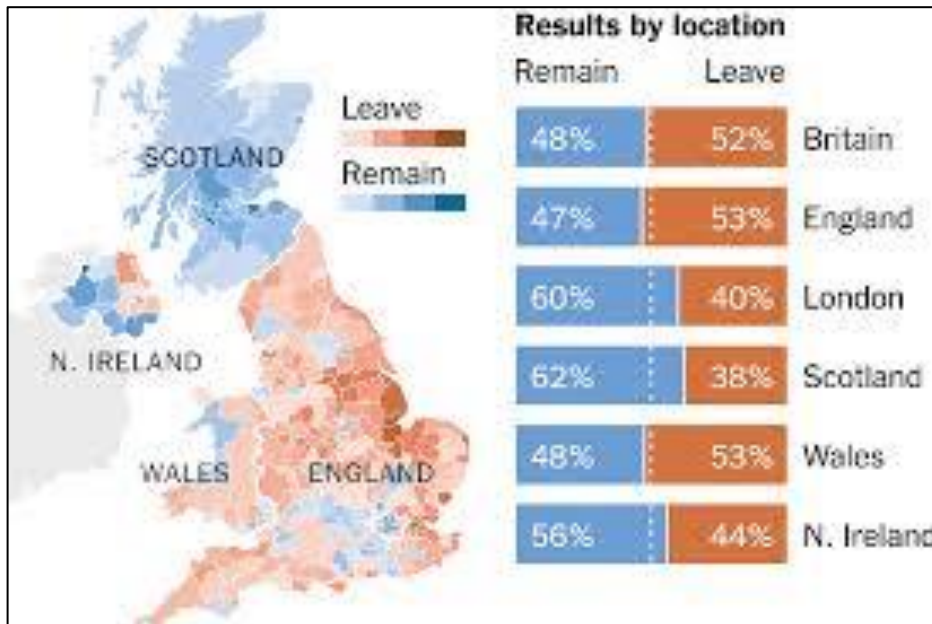 Results by location
Remain Leave
48% 52% Britain
47% 53% England
60% 40% London
62% 38% Scotland
48% 53% Wales
56% 44% N. Ireland
Leave
Remain
SCOTLAND
N. IRELAND
WALES
ENGLAND